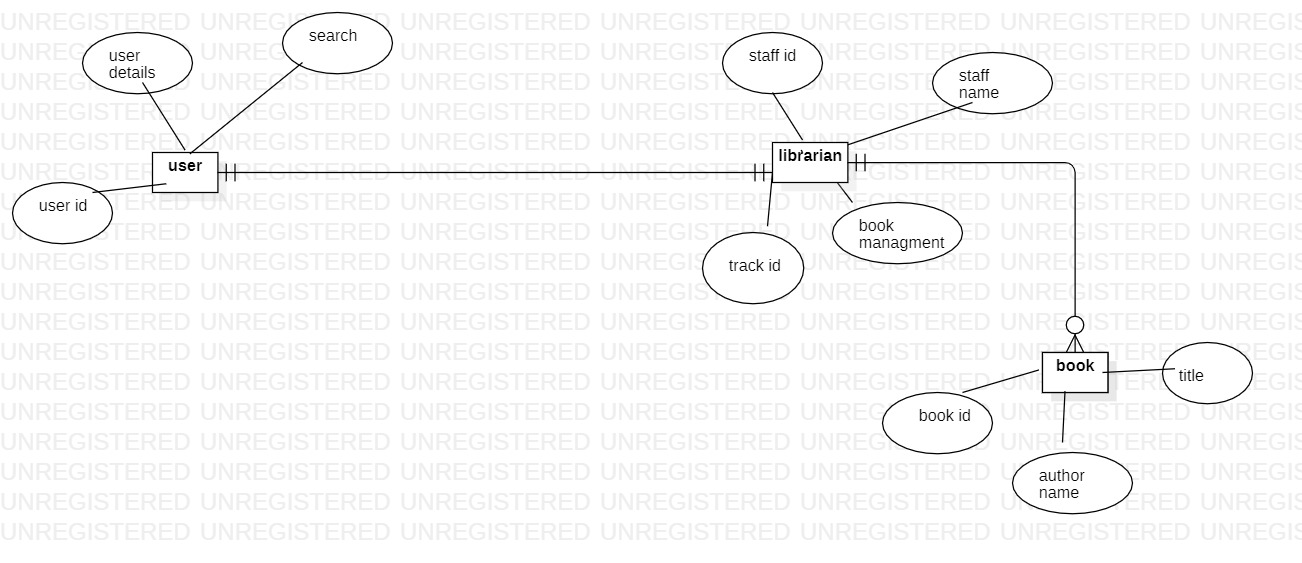 UNREGISTERED UNREGISTERED UNREGISTERED UNREGISTERED UNREGISTERED UNREGISTERED UNREGIS
user
details
search
staff id
staff
name
user
librarian
user id
book
managment
track id
book
title
book id
author
name